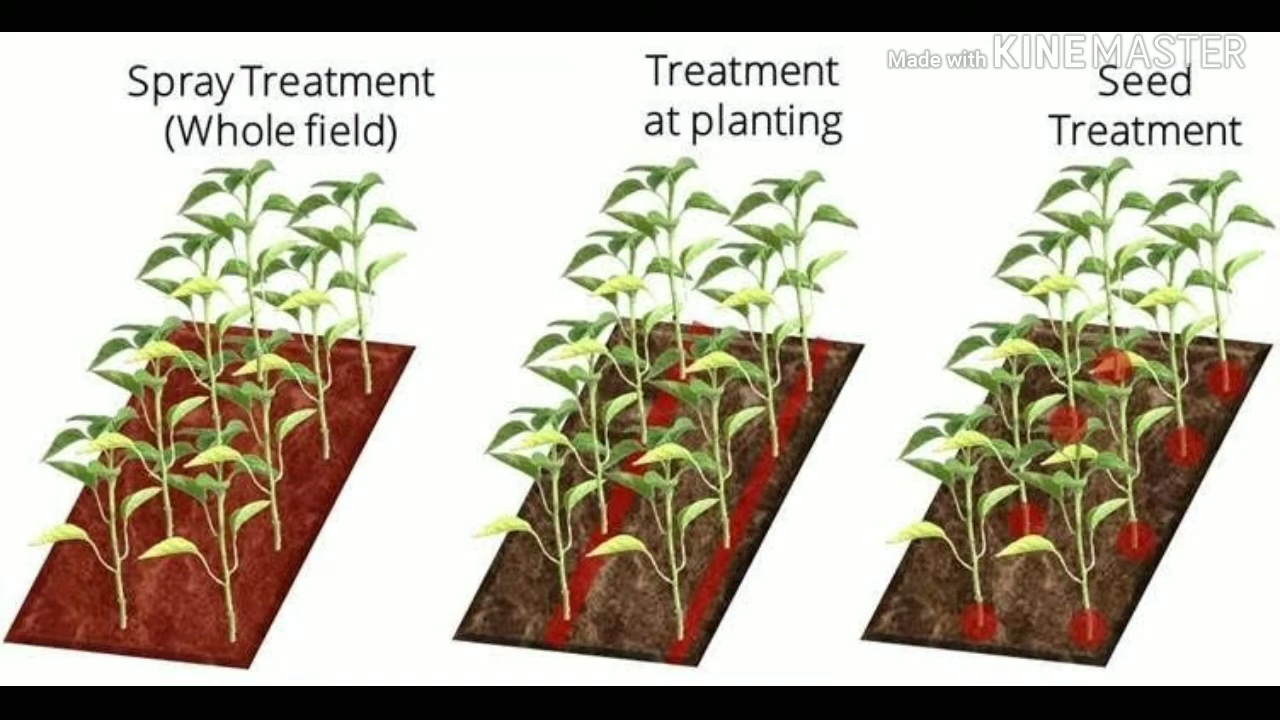 Made with KINEMASTER
Spray Treatment
(Whole field)
Treatment
at planting
Seed
Treatment